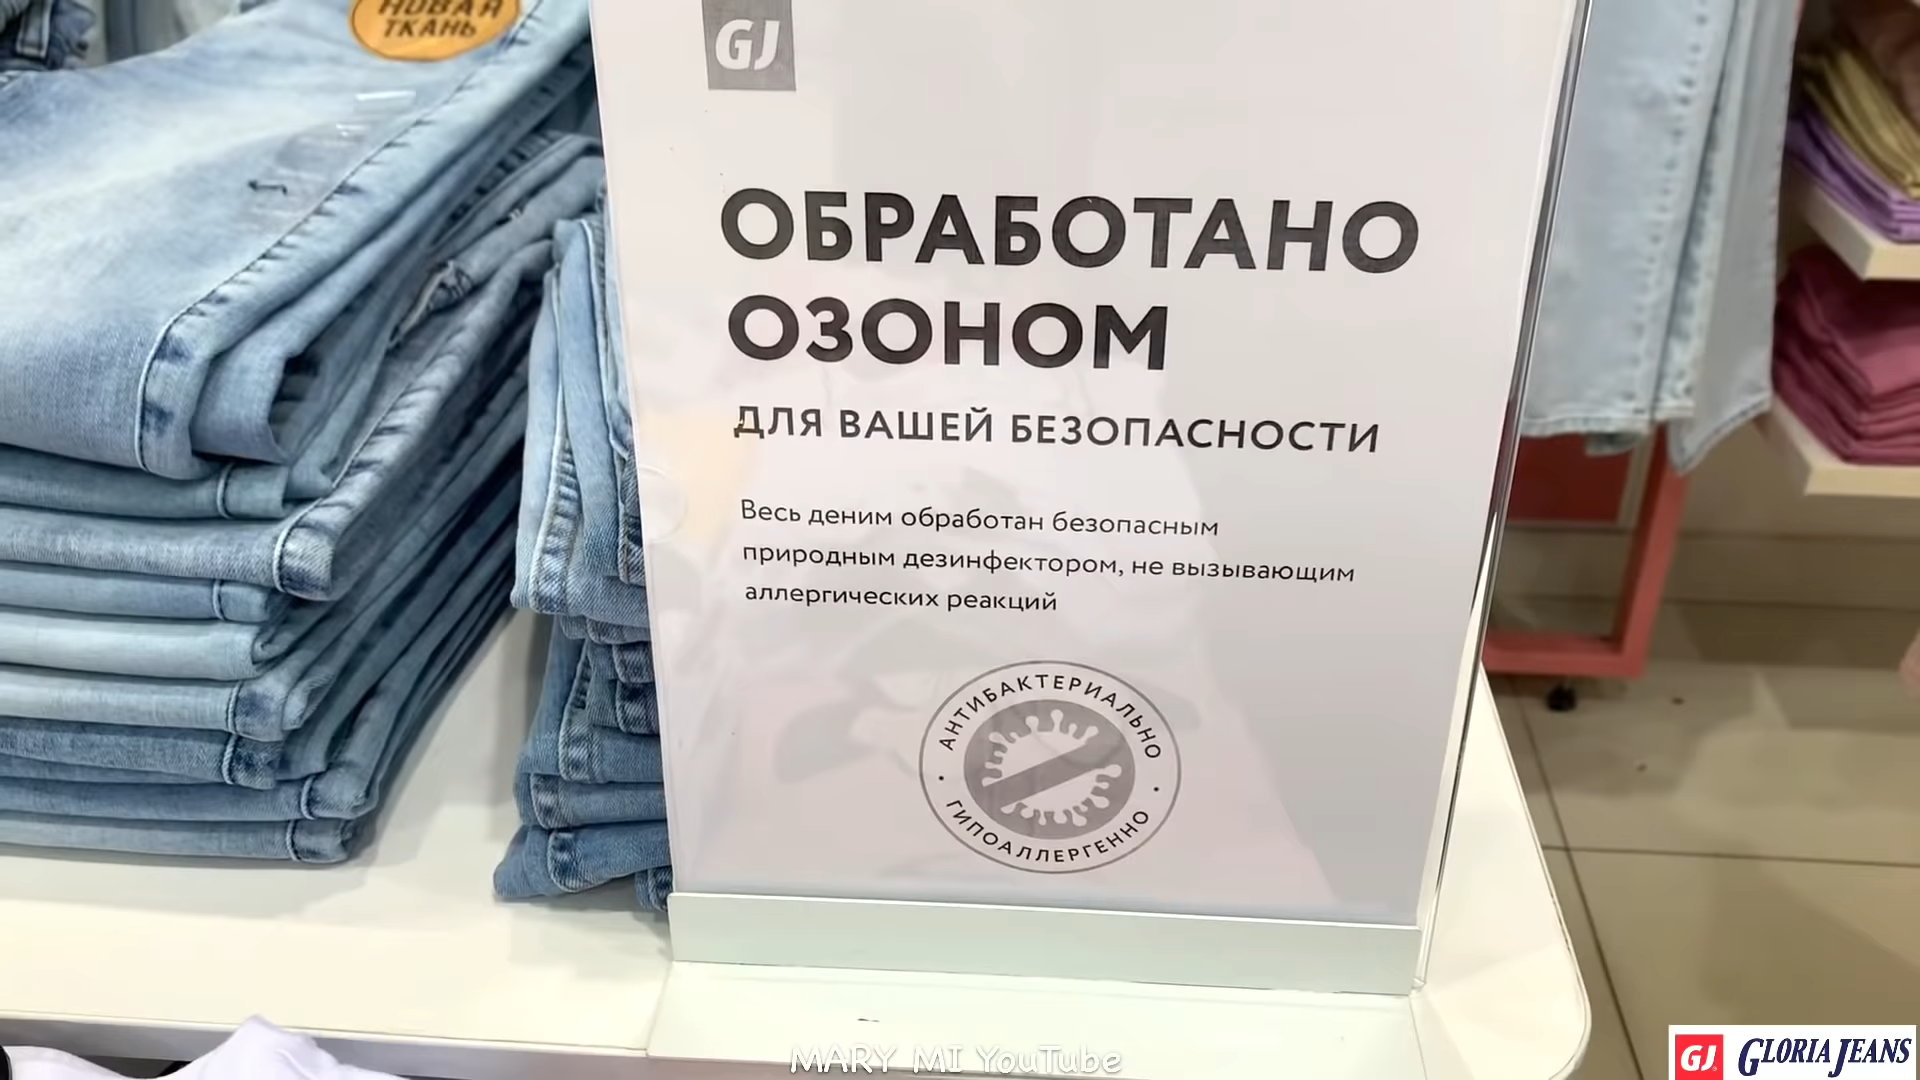 НОВАЯ
ТКАНЬ
GJ
ОБРАБОТАНО
ОЗОНОМ
ДЛЯ ВАШЕЙ БЕЗОПАСНОСТИ
Весь деним обработан безопасным
природным дезинфектором, не вызывающим
аллергических реакций
АНТИБАКТЕРИАЛЬНО
ГИПОАЛЛЕРГЕННО
MARY MI YouTube
GJ GLORIA JEANS